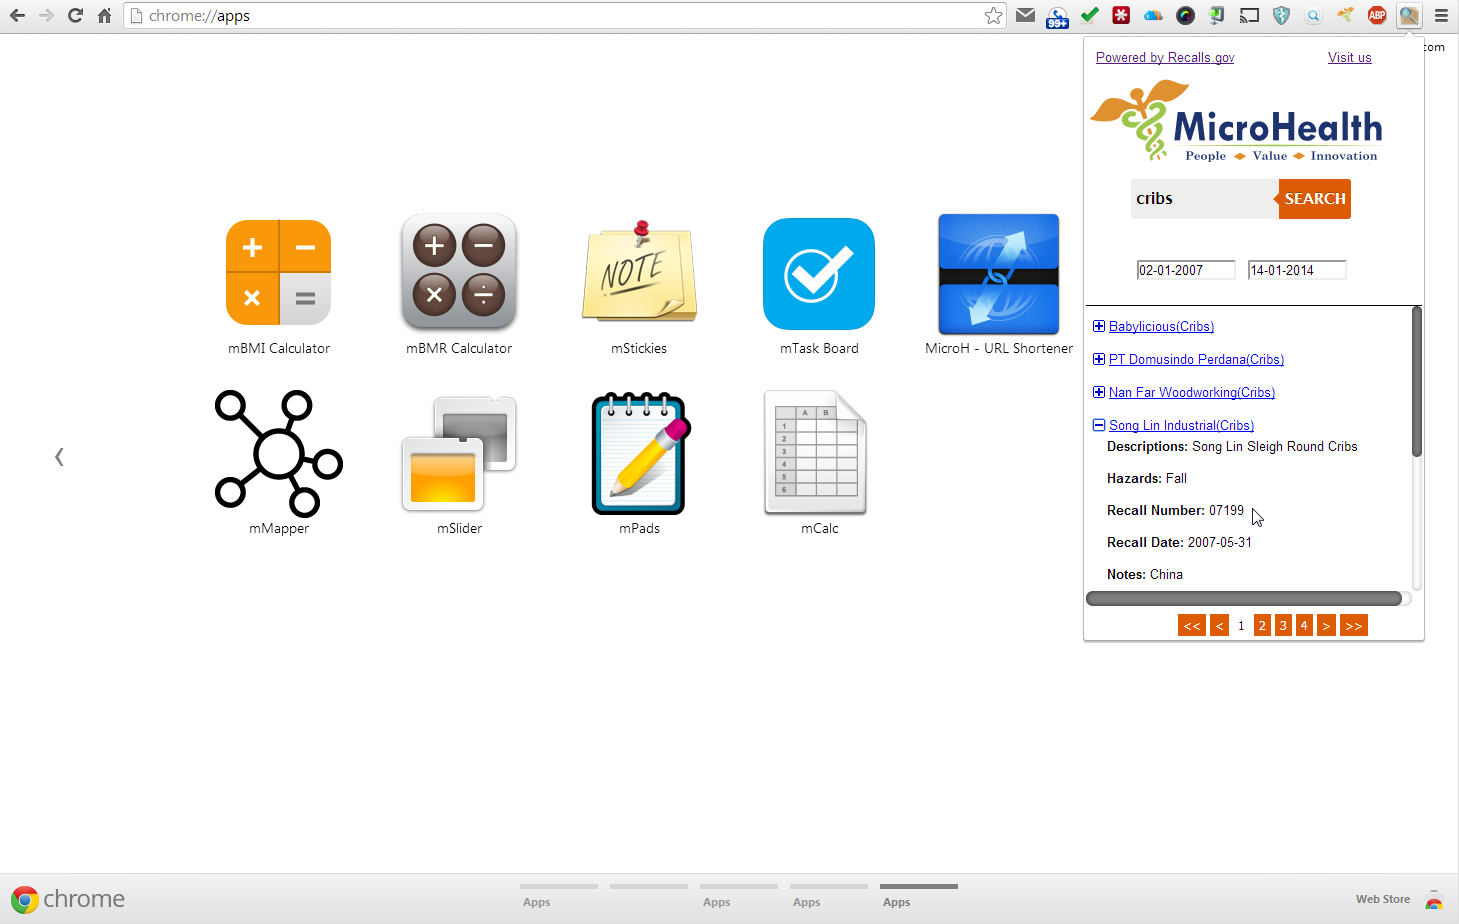 chrome://apps
99+
ABP
com
Powered by Recalls.gov Visit us
MicroHealth
People Value Innovation
cribs SEARCH
02-01-2007 14-01-2014
Babylicious(Cribs)
PT Domusindo Perdana(Cribs)
Nan Far Woodworking(Cribs)
Song Lin Industrial(Cribs)
Descriptions: Song Lin Sleigh Round Cribs
Hazards: Fall
Recall Number: 07199
Recall Date: 2007-05-31
Notes: China
<< < 1 2 3 4 > >>
NOTE
mBMI Calculator mBMR Calculator mStickies mTask Board MicroH - URL Shortener
A B
1
2
3
4
5
6
mMapper mSlider mPads mCalc
chrome
Apps Apps Apps Apps
Web Store